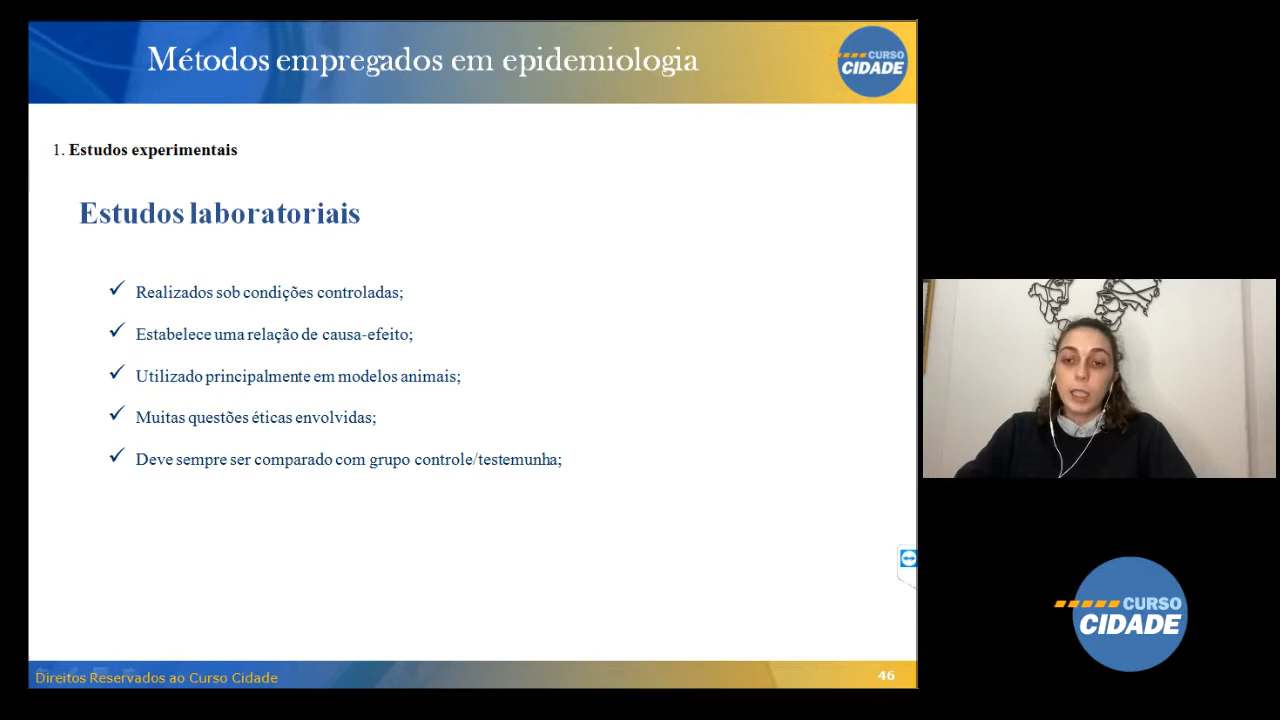 Métodos empregados em epidemiologia
CURSO
CIDADE
1. Estudos experimentais
Estudos laboratoriais
Realizados sob condições controladas;
Estabelece uma relação de causa-efeito;
Utilizado principalmente em modelos animais;
Muitas questões éticas envolvidas;
Deve sempre ser comparado com grupo controle/testemunha;
Direitos Reservados ao Curso Cidade
46
CURSO
CIDADE